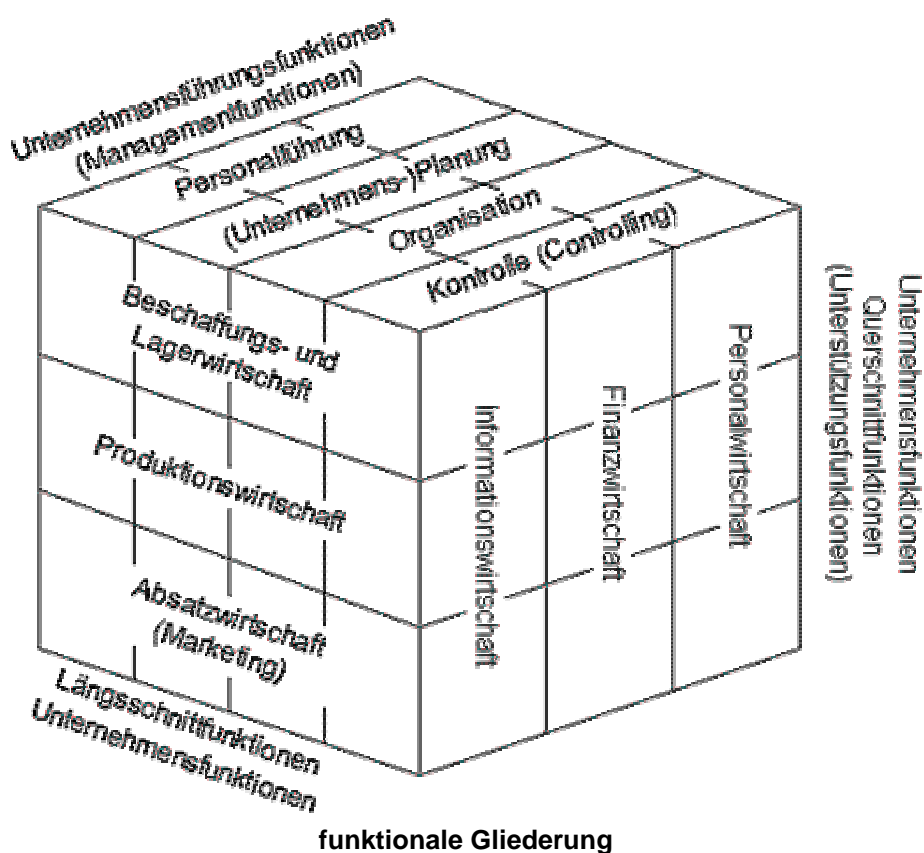 Unternehmensführungsfunktionen
(Managementfunktionen)
Personalführung
(Unternehmens-)Planung
Organisation
Kontrolle (Controlling)
Beschaffungs- und
Lagerwirtschaft
Produktionswirtschaft
Absatzwirtschaft
(Marketing)
Längsschnittfunktionen
Unternehmensfunktionen
Informationswirtschaft
Finanzwirtschaft
Personalwirtschaft
Unternehmensfunktionen
Querschnittfunktionen
(Unterstützungsfunktionen)
funktionale Gliederung